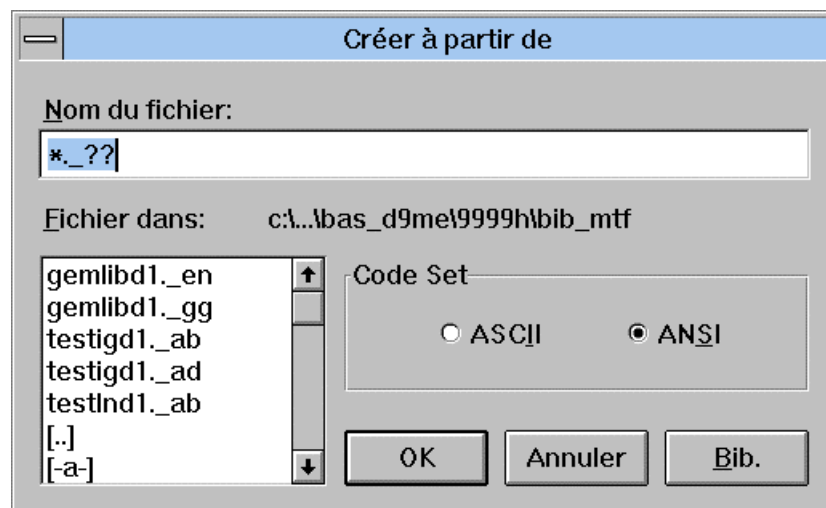 Créer à partir de
Nom du fichier:
*._??
Fichier dans: c:\...\bas_d9me\9999h\bib_mtf
gemlibd1._en
gemlibd1._gg
testigd1._ab
testigd1._ad
testlnd1._ab
[..]
[-a-]
Code Set
ASCII ANSI
OK Annuler Bib.